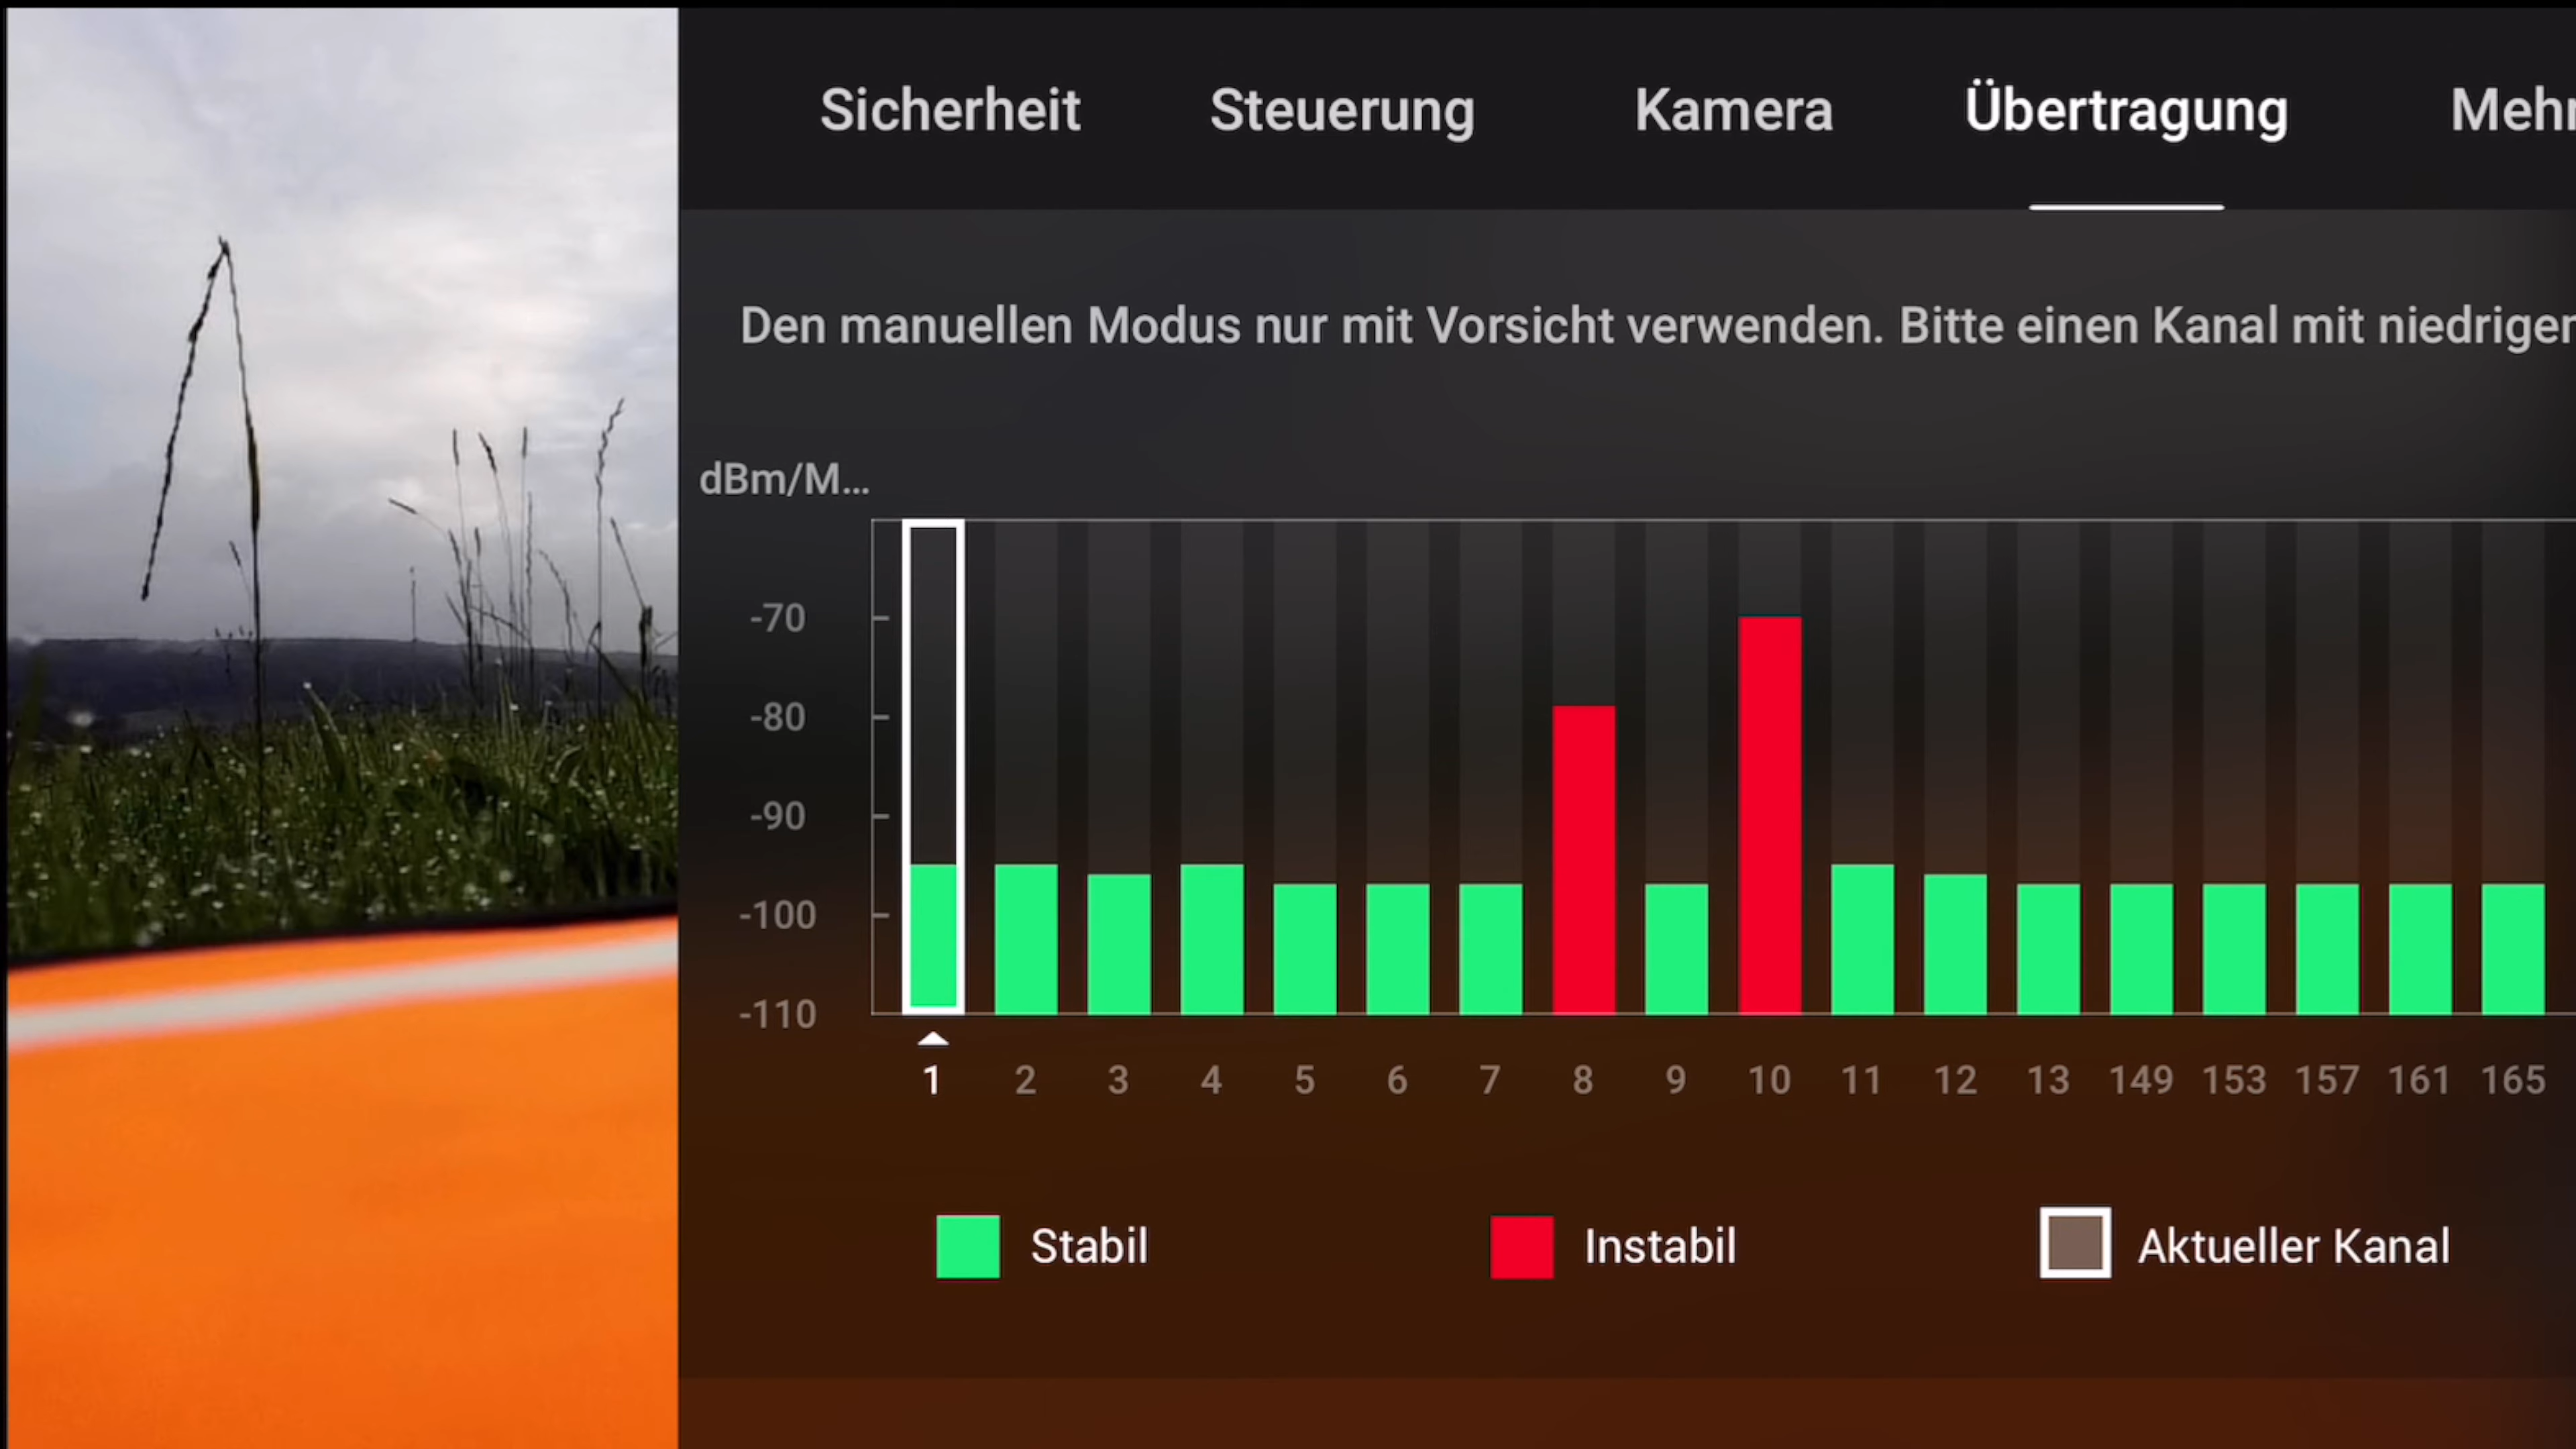 Sicherheit Steuerung Kamera Übertragung Mehr
Den manuellen Modus nur mit Vorsicht verwenden. Bitte einen Kanal mit
dBm/M...
-70
-80
-90
-100
-110
1 2 3 4 5 6 7 8 9 10 11 12 13 149 153 157 161 165
Stabil Instabil Aktueller Kanal